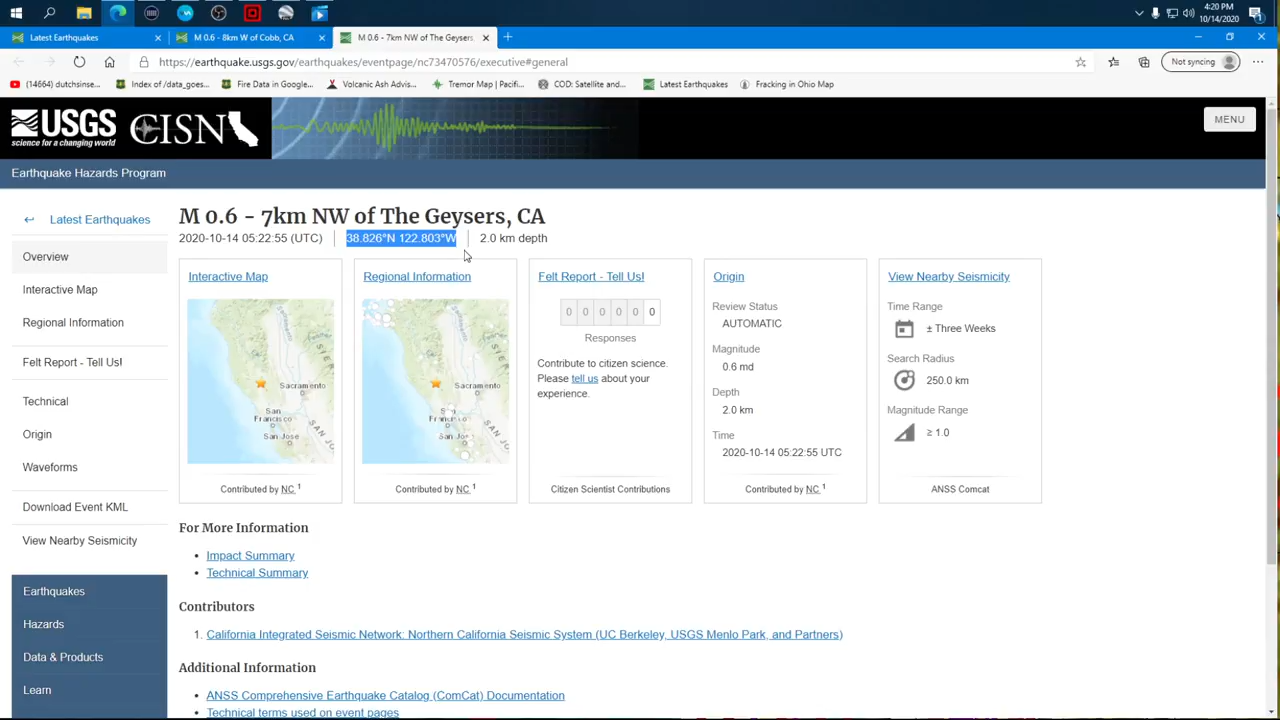 4:20 PM
10/14/2020
Latest Earthquakes
M 0.6 - 8km W of Cobb, CA
M 0.6 - 7km NW of The Geysers,
https://earthquake.usgs.gov/earthquakes/eventpage/nc73470576/executive#general
Not syncing
(14664) dutchsinse...
Index of /data_goes...
Fire Data in Google...
Volcanic Ash Advis...
Tremor Map | Pacifi...
COD: Satellite and...
Latest Earthquakes
Fracking in Ohio Map
USGS
science for a changing world
CISN
MENU
Earthquake Hazards Program
Latest Earthquakes
Overview
Interactive Map
Regional Information
Felt Report - Tell Us!
Technical
Origin
Waveforms
Download Event KML
View Nearby Seismicity
Earthquakes
Hazards
Data & Products
Learn
M 0.6 - 7km NW of The Geysers, CA
2020-10-14 05:22:55 (UTC)
38.826°N 122.803°W
2.0 km depth
Interactive Map
Sacramento
San
Francisco
San Jose
Contributed by NC 1
Regional Information
Sacramento
San
Francisco
San Jose
Contributed by NC 1
Felt Report - Tell Us!
0 0 0 0 0 0
Responses
Contribute to citizen science.
Please tell us about your
experience.
Citizen Scientist Contributions
Origin
Review Status
AUTOMATIC
Magnitude
0.6 md
Depth
2.0 km
Time
2020-10-14 05:22:55 UTC
Contributed by NC 1
View Nearby Seismicity
Time Range
± Three Weeks
Search Radius
250.0 km
Magnitude Range
≥ 1.0
ANSS Comcat
For More Information
• Impact Summary
• Technical Summary
Contributors
1. California Integrated Seismic Network: Northern California Seismic System (UC Berkeley, USGS Menlo Park, and Partners)
Additional Information
• ANSS Comprehensive Earthquake Catalog (ComCat) Documentation
• Technical terms used on event pages